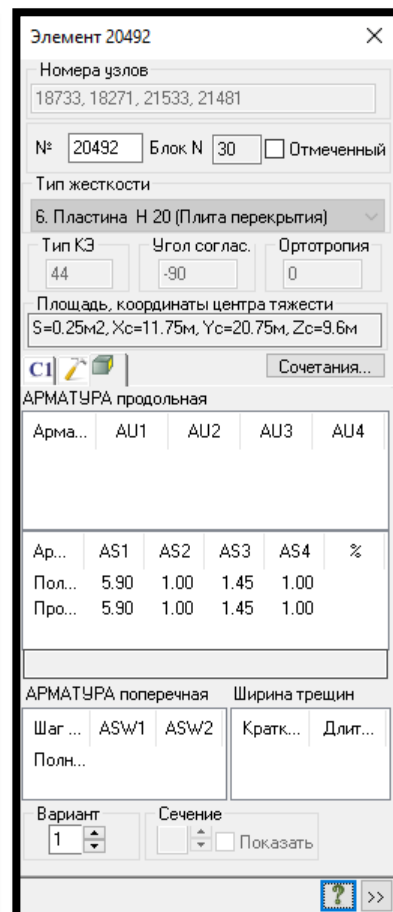 Элемент 20492
Номера узлов
18733, 18271, 21533, 21481
№ 20492 Блок N 30 Отмеченный
Тип жесткости
6. Пластина H 20 (Плита перекрытия)
Тип КЭ Угол соглас. Ортотропия
44 -90 0
Площадь, координаты центра тяжести
S=0.25м2, Xc=11.75м, Yc=20.75м, Zc=9.6м
C1 Сочетания...
АРМАТУРА продольная
Арма... AU1 AU2 AU3 AU4
Ар... AS1 AS2 AS3 AS4 %
Пол... 5.90 1.00 1.45 1.00
Про... 5.90 1.00 1.45 1.00
АРМАТУРА поперечная Ширина трещин
Шаг ... ASW1 ASW2 Кратк... Длит...
Полн...
Вариант Сечение
1 Показать
? >>